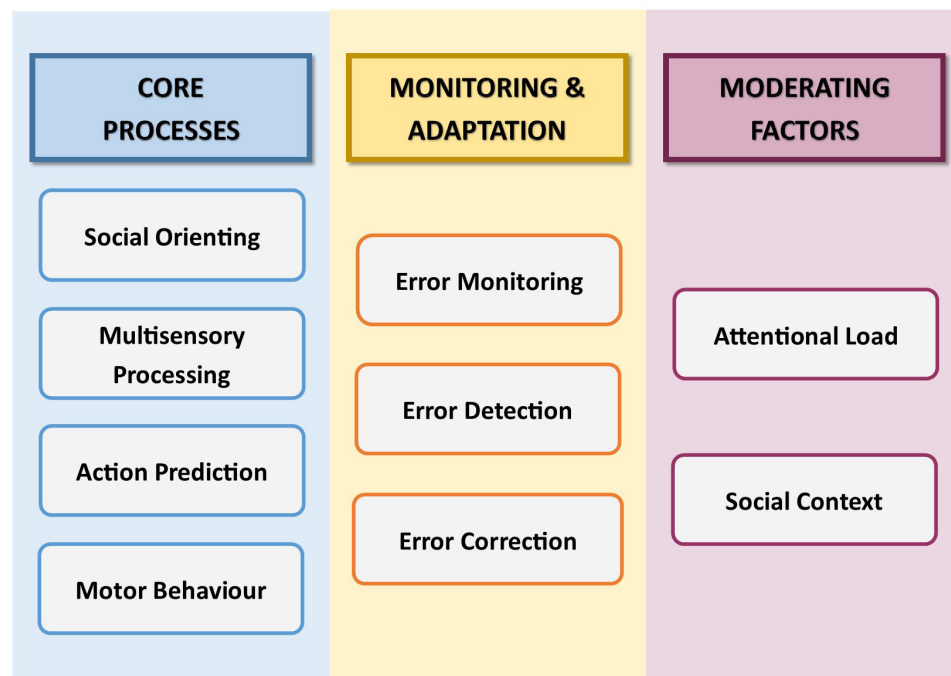 CORE
PROCESSES
Social Orienting
Multisensory
Processing
Action Prediction
Motor Behaviour
MONITORING &
ADAPTATION
Error Monitoring
Error Detection
Error Correction
MODERATING
FACTORS
Attentional Load
Social Context